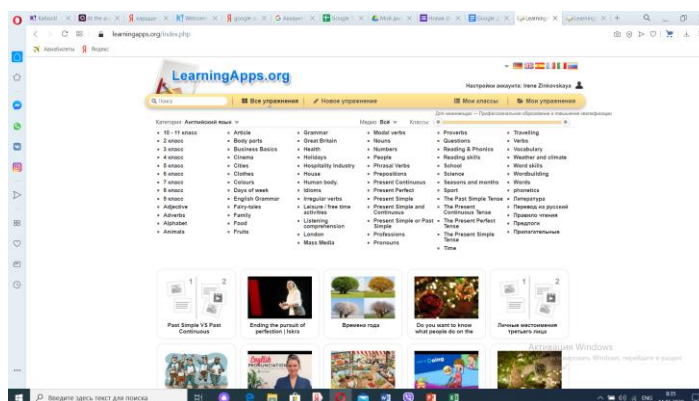 Kahoot!
Welcome
learningapps.org/index.php
Авиабилеты Яндекс
LearningApps.org
Настройки аккаунта: Irene Zinkovskaya
Поиск Все упражнения Новое упражнение Мои классы Мои упражнения
Категория Английский язык Медиа: Всё Классы:
10 - 11 класс
2 класс
3 класс
4 класс
5 класс
6 класс
7 класс
8 класс
9 класс
Adjective
Adverbs
Alphabet
Animals
Article
Body parts
Business Basics
Cinema
Cities
Clothes
Colours
Days of week
English Grammar
Fairy-tales
Family
Food
Fruits
Grammar
Great Britain
Health
Holidays
Hospitality Industry
House
Human body.
Idioms
Irregular verbs
Leisure / free time
activities
Listening
comprehension
London
Mass Media
Modal verbs
Nouns
Numbers
People
Phrasal Verbs
Prepositions
Present Continuous
Present Perfect
Present Simple
Present Simple and
Continuous
Present Simple or Past
Simple
Professions
Pronouns
Proverbs
Questions
Reading & Phonics
Reading skills
School
Science
Seasons and months
Sport
The Past Simple Tense
The Present
Continuous Tense
The Present Perfect
Tense
The Present Simple
Tense
Time
Travelling
Verbs
Vocabulary
Weather and climate
Word skills
Wordbuilding
Words
phonetics
Литература
Перевод на русский
Правило чтения
Предлоги
Прилагательные
Past Simple VS Past
Continuous
Ending the pursuit of
perfection | Iskra
Времена года
Do you want to know
what people do on the
Личные местоимения
третьего лица
English
PRONUNCIATION
Doing
Активация Windows
Введите здесь текст для поиска
ENG
8:35